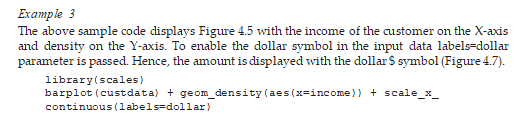 Example 3
The above sample code displays Figure 4.5 with the income of the customer on the X-axis
and density on the Y-axis. To enable the dollar symbol in the input data labels=dollar
parameter is passed. Hence, the amount is displayed with the dollar $ symbol (Figure 4.7).
library(scales)
barplot(custdata) + geom_density(aes(x=income)) + scale_x_
continuous(labels=dollar)